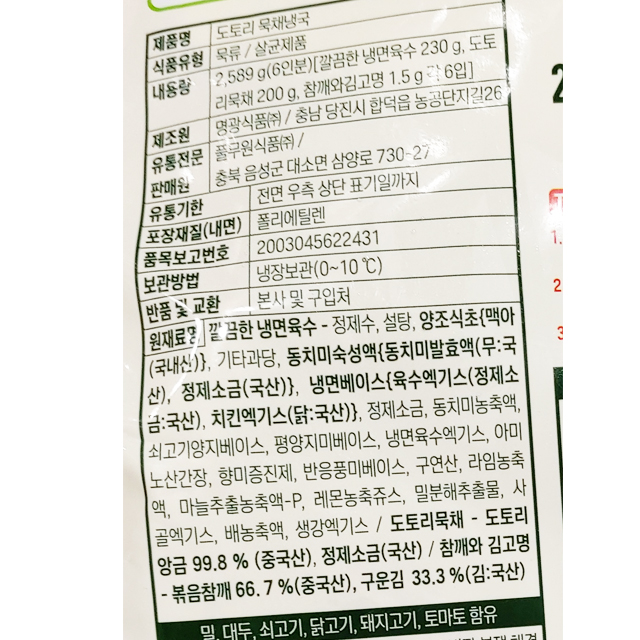 제품명 도토리 묵채냉국
식품유형 묵류 / 살균제품
내용량 2,589 g(6인분)[깔끔한 냉면육수 230 g, 도토
리묵채 200 g, 참깨와김고명 1.5 g 각 6입]
제조원 명광식품㈜ / 충남 당진시 합덕읍 농공단지길26
유통전문 풀무원식품㈜ /
판매원 충북 음성군 대소면 삼양로 730-27
유통기한 전면 우측 상단 표기일까지
포장재질(내면) 폴리에틸렌
품목보고번호 2003045622431
보관방법 냉장보관(0~10℃)
반품 및 교환 본사 및 구입처
원재료명 깔끔한 냉면육수 - 정제수, 설탕, 양조식초{맥아
(국내산)}, 기타과당, 동치미숙성액{동치미발효액(무:국
산), 정제소금(국산)}, 냉면베이스{육수엑기스(정제소
금:국산), 치킨엑기스(닭:국산)}, 정제소금, 동치미농축액,
쇠고기양지베이스, 평양지미베이스, 냉면육수엑기스, 아미
노산간장, 향미증진제, 반응풍미베이스, 구연산, 라임농축
액, 마늘추출농축액-P, 레몬농축쥬스, 밀분해추출물, 사
골엑기스, 배농축액, 생강엑기스 / 도토리묵채 - 도토리
앙금 99.8 % (중국산), 정제소금(국산) / 참깨와 김고명
- 볶음참깨 66.7 %(중국산), 구운김 33.3 %(김:국산)
밀, 대두, 쇠고기, 닭고기, 돼지고기, 토마토 함유
2
1.
2
3